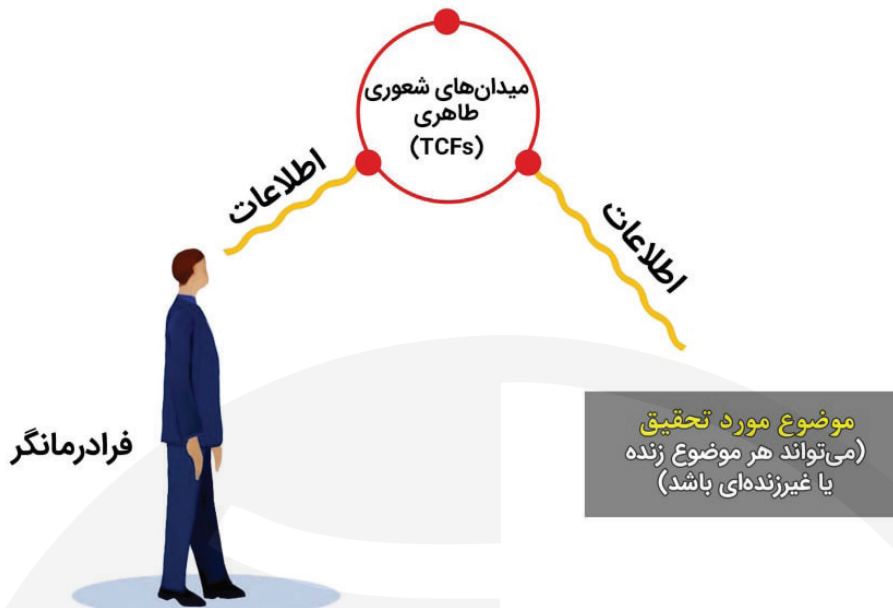 میدان‌های شعوری
طاهری
(TCFs)
اطلاعات
اطلاعات
فرادرمانگر
موضوع مورد تحقیق
(می‌تواند هر موضوع زنده
یا غیرزنده‌ای باشد)